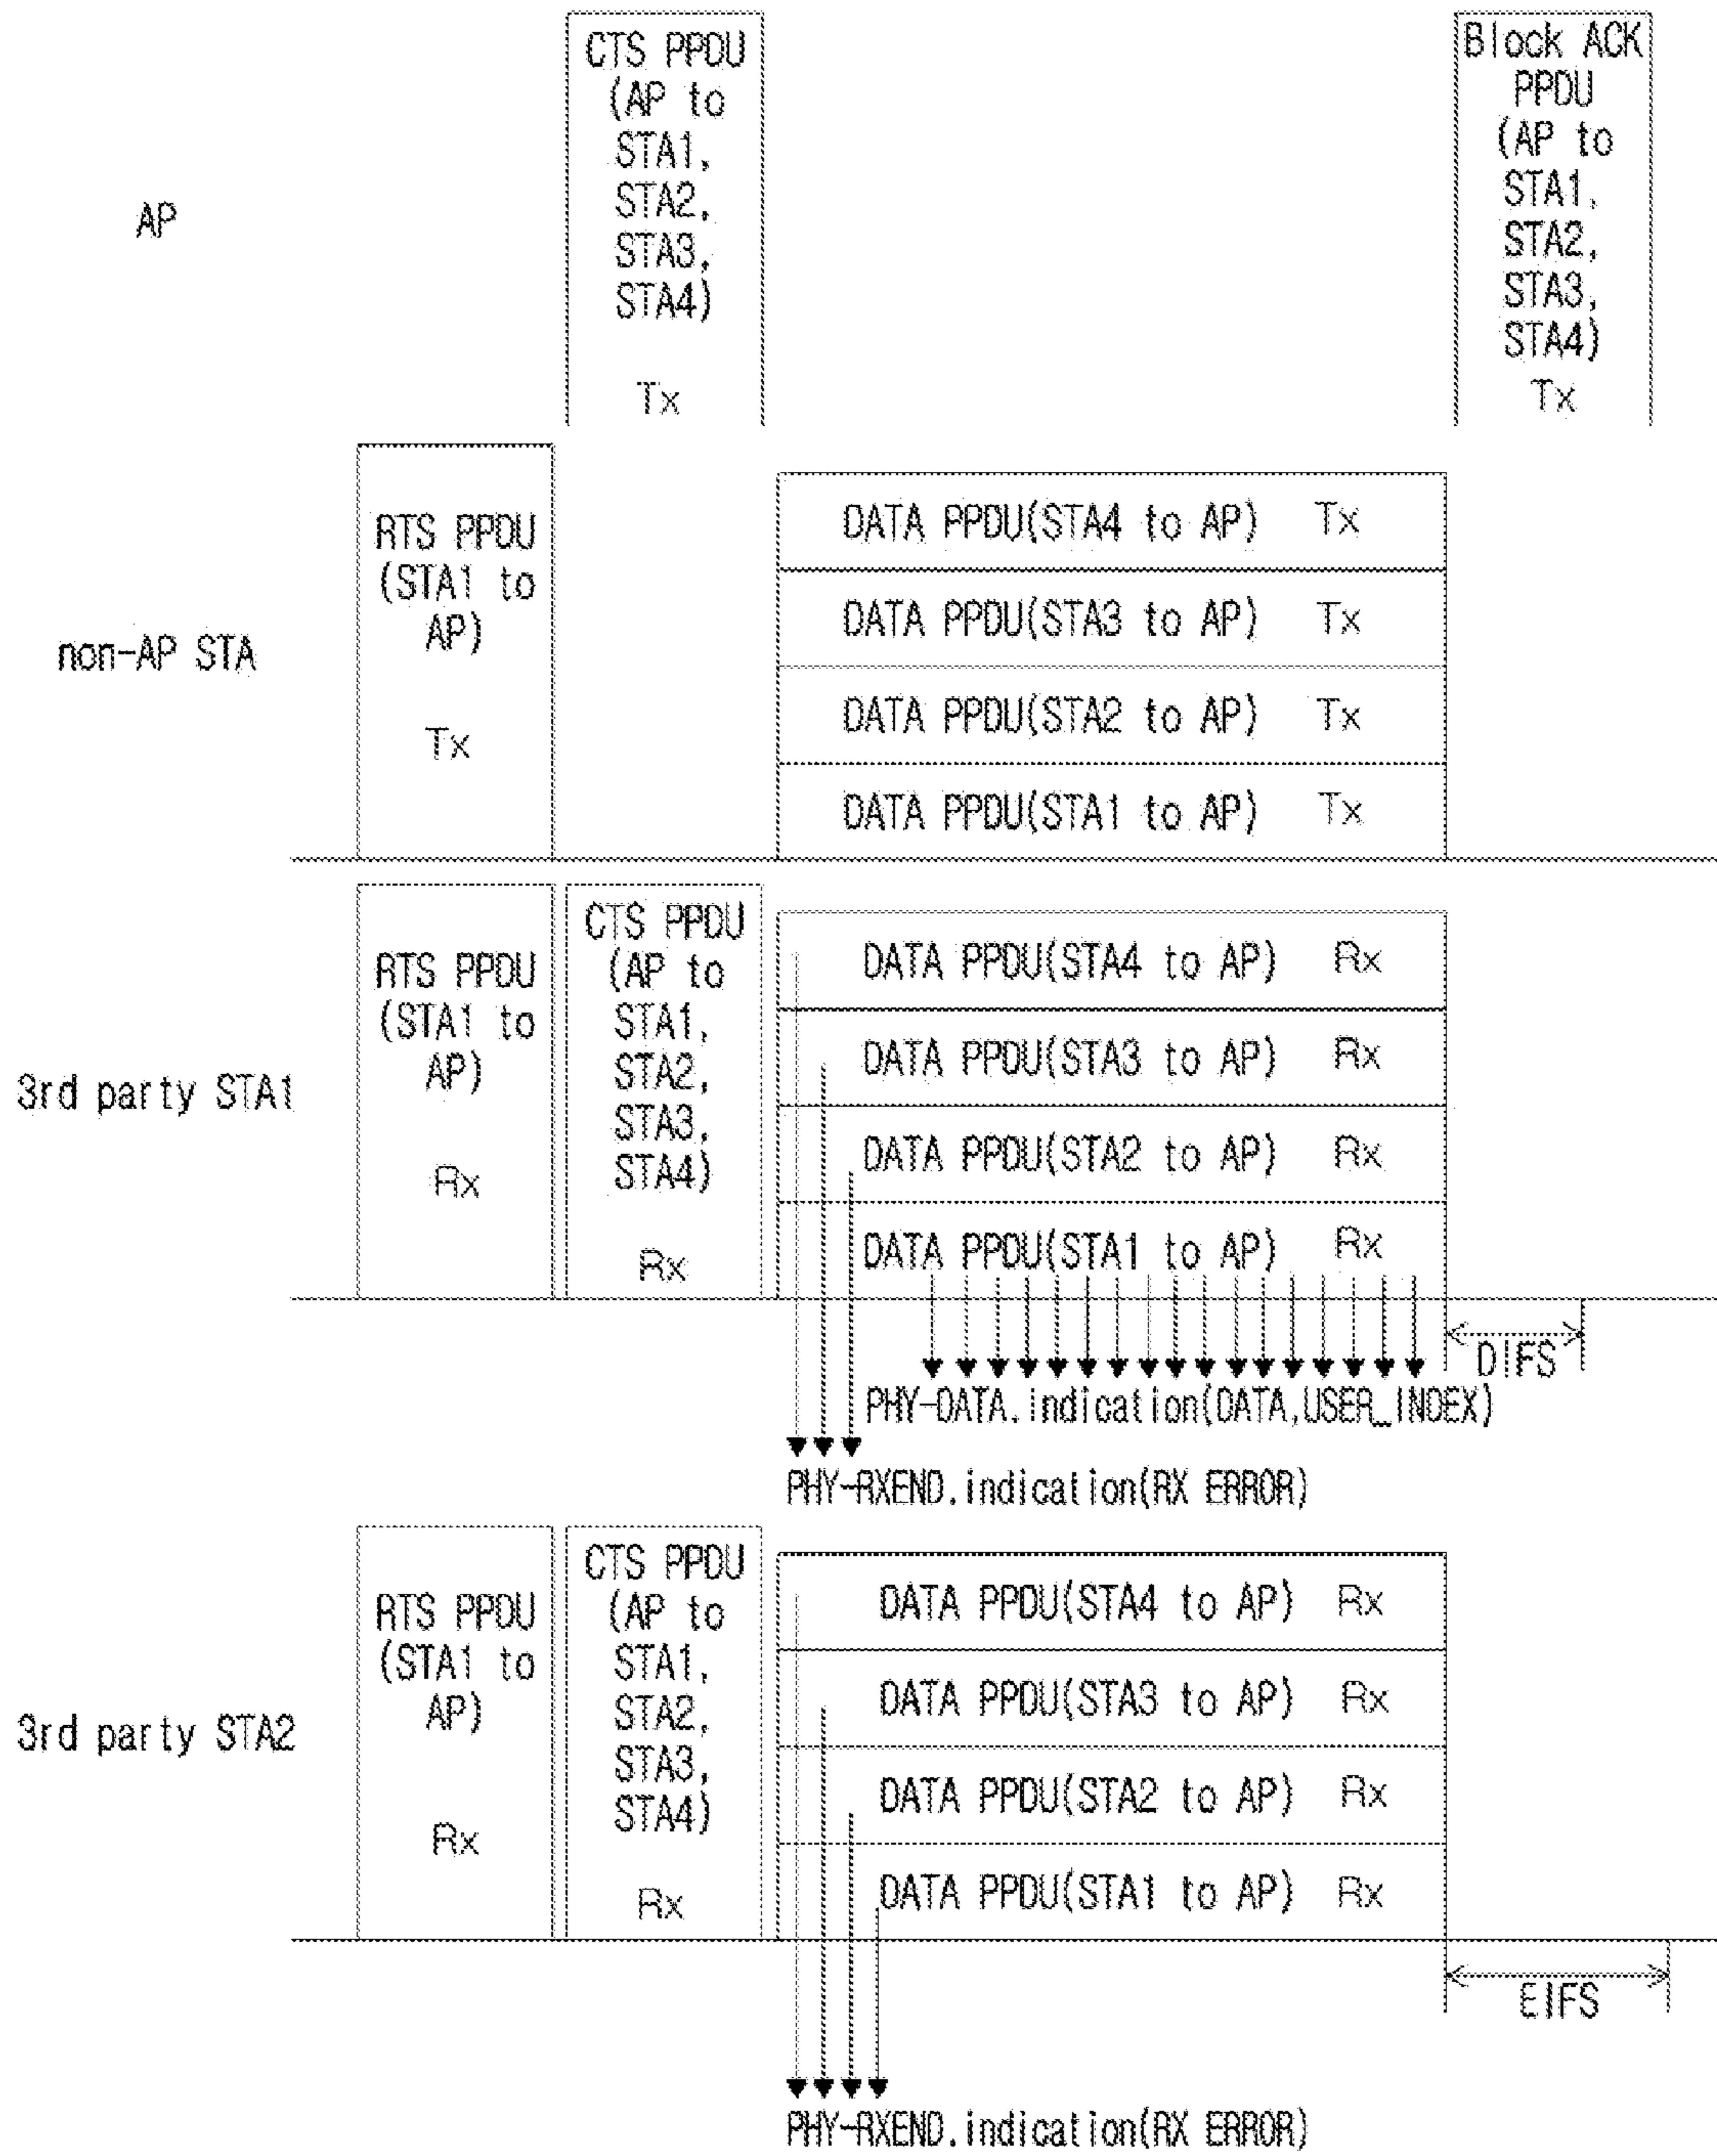 AP
CTS PPDU
(AP to
STA1,
STA2,
STA3,
STA4)
Tx
Block ACK
PPDU
(AP to
STA1,
STA2,
STA3,
STA4)
Tx
non-AP STA
RTS PPDU
(STA1 to
AP)
Tx
DATA PPDU(STA4 to AP) Tx
DATA PPDU(STA3 to AP) Tx
DATA PPDU(STA2 to AP) Tx
DATA PPDU(STA1 to AP) Tx
3rd party STA1
RTS PPDU
(STA1 to
AP)
Rx
CTS PPDU
(AP to
STA1,
STA2,
STA3,
STA4)
Rx
DATA PPDU(STA4 to AP) Rx
DATA PPDU(STA3 to AP) Rx
DATA PPDU(STA2 to AP) Rx
DATA PPDU(STA1 to AP) Rx
DIFS
PHY-DATA.indication(DATA,USER_INDEX)
PHY-RXEND.indication(RX ERROR)
3rd party STA2
RTS PPDU
(STA1 to
AP)
Rx
CTS PPDU
(AP to
STA1,
STA2,
STA3,
STA4)
Rx
DATA PPDU(STA4 to AP) Rx
DATA PPDU(STA3 to AP) Rx
DATA PPDU(STA2 to AP) Rx
DATA PPDU(STA1 to AP) Rx
EIFS
PHY-RXEND.indication(RX ERROR)